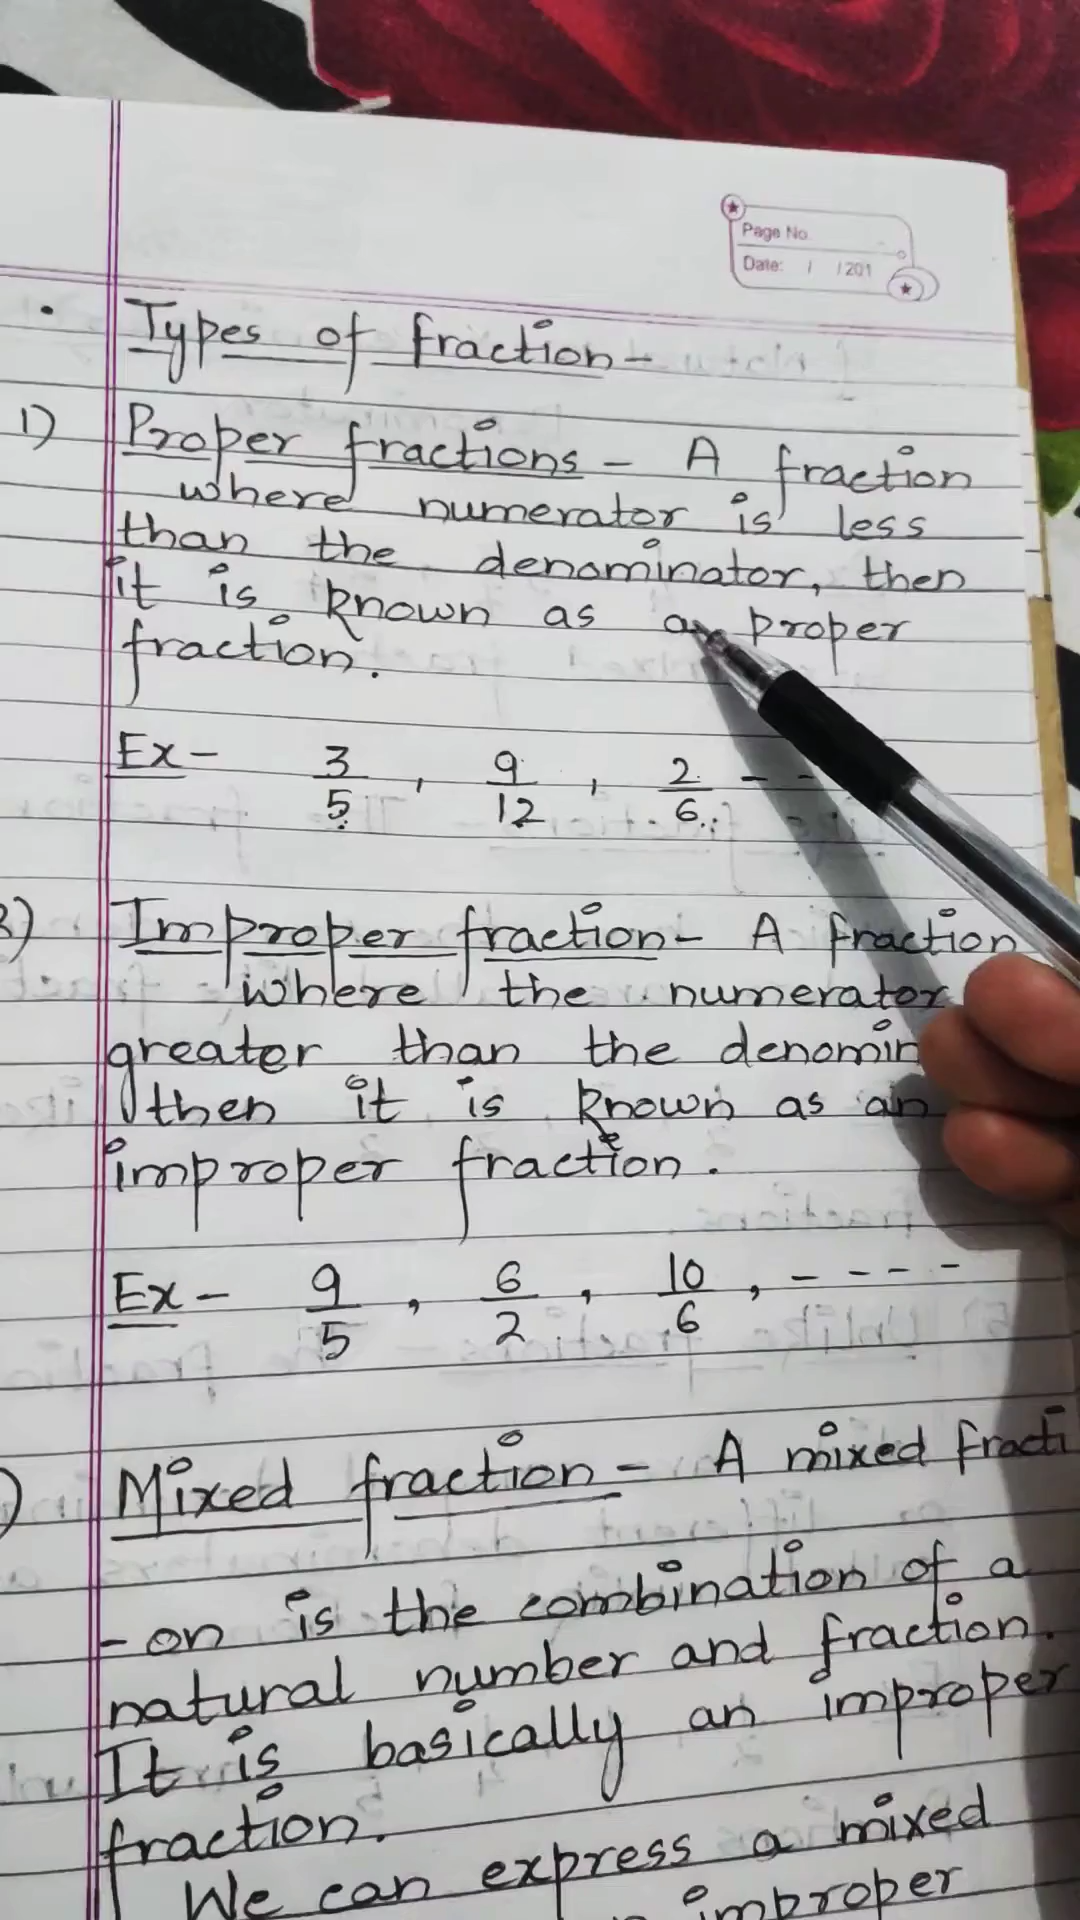 Page No.
Date: / /201
• Types of fraction-
1) Proper fractions - A fraction
where numerator is less
than the denominator, then
it is known as a proper
fraction.
Ex- 3/5, 9/12, 2/6 - -
Improper fraction- A fraction
where the numerator
greater than the denomin
then it is known as an
improper fraction.
Ex- 9/5, 6/2, 10/6, - - - - -
Mixed fraction- A mixed fracti
-on is the combination of a
natural number and fraction.
It is basically an improper
fraction.
We can express a mixed
improper